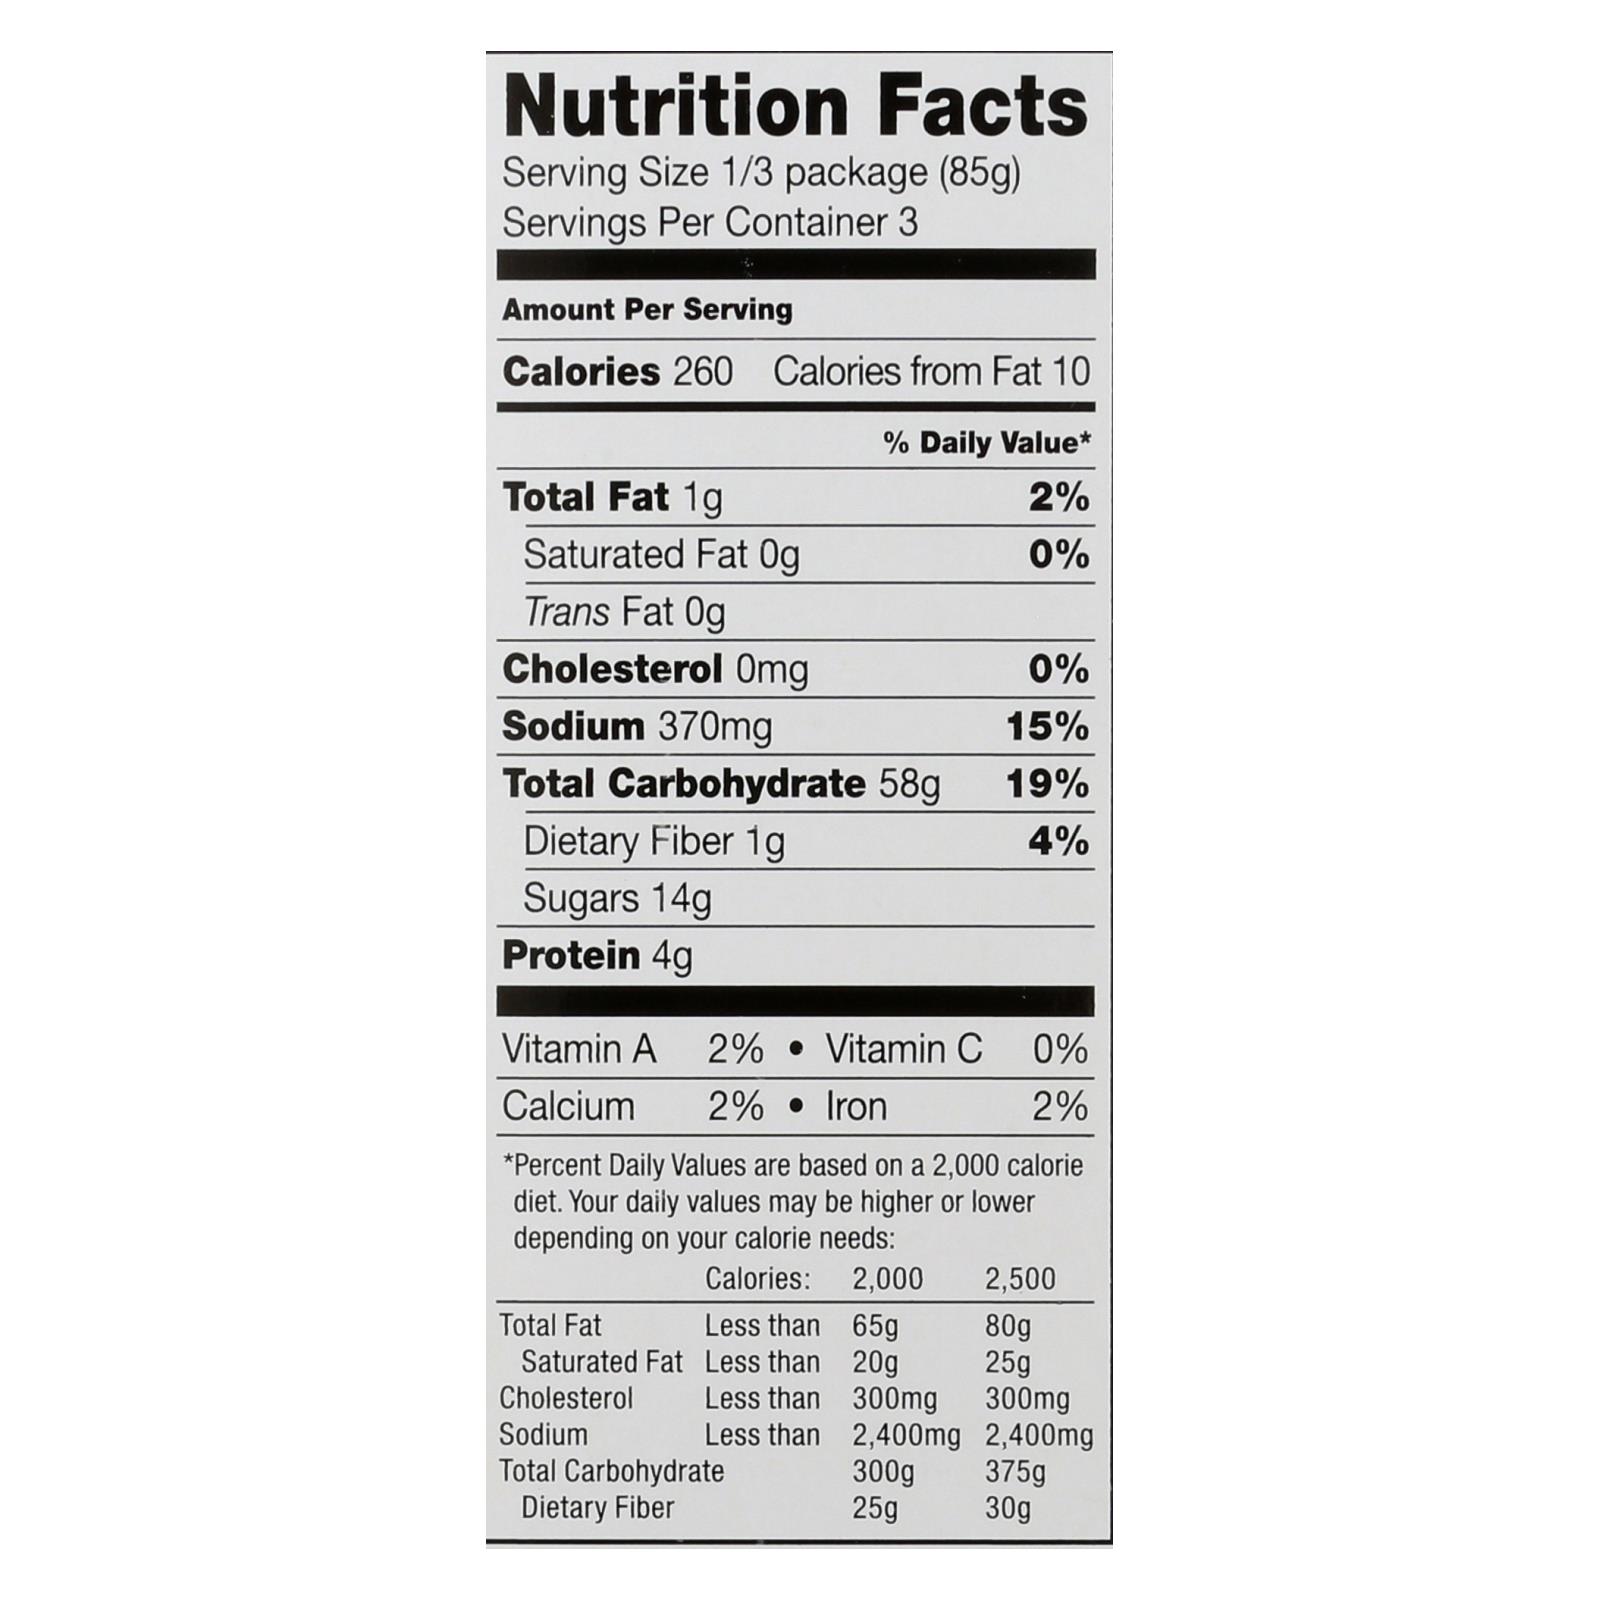 Nutrition Facts
Serving Size 1/3 package (85g)
Servings Per Container 3
Amount Per Serving
Calories 260 Calories from Fat 10
% Daily Value*
Total Fat 1g 2%
Saturated Fat 0g 0%
Trans Fat 0g
Cholesterol 0mg 0%
Sodium 370mg 15%
Total Carbohydrate 58g 19%
Dietary Fiber 1g 4%
Sugars 14g
Protein 4g
Vitamin A 2% • Vitamin C 0%
Calcium 2% • Iron 2%
*Percent Daily Values are based on a 2,000 calorie
diet. Your daily values may be higher or lower
depending on your calorie needs:
Calories: 2,000 2,500
Total Fat Less than 65g 80g
Saturated Fat Less than 20g 25g
Cholesterol Less than 300mg 300mg
Sodium Less than 2,400mg 2,400mg
Total Carbohydrate 300g 375g
Dietary Fiber 25g 30g